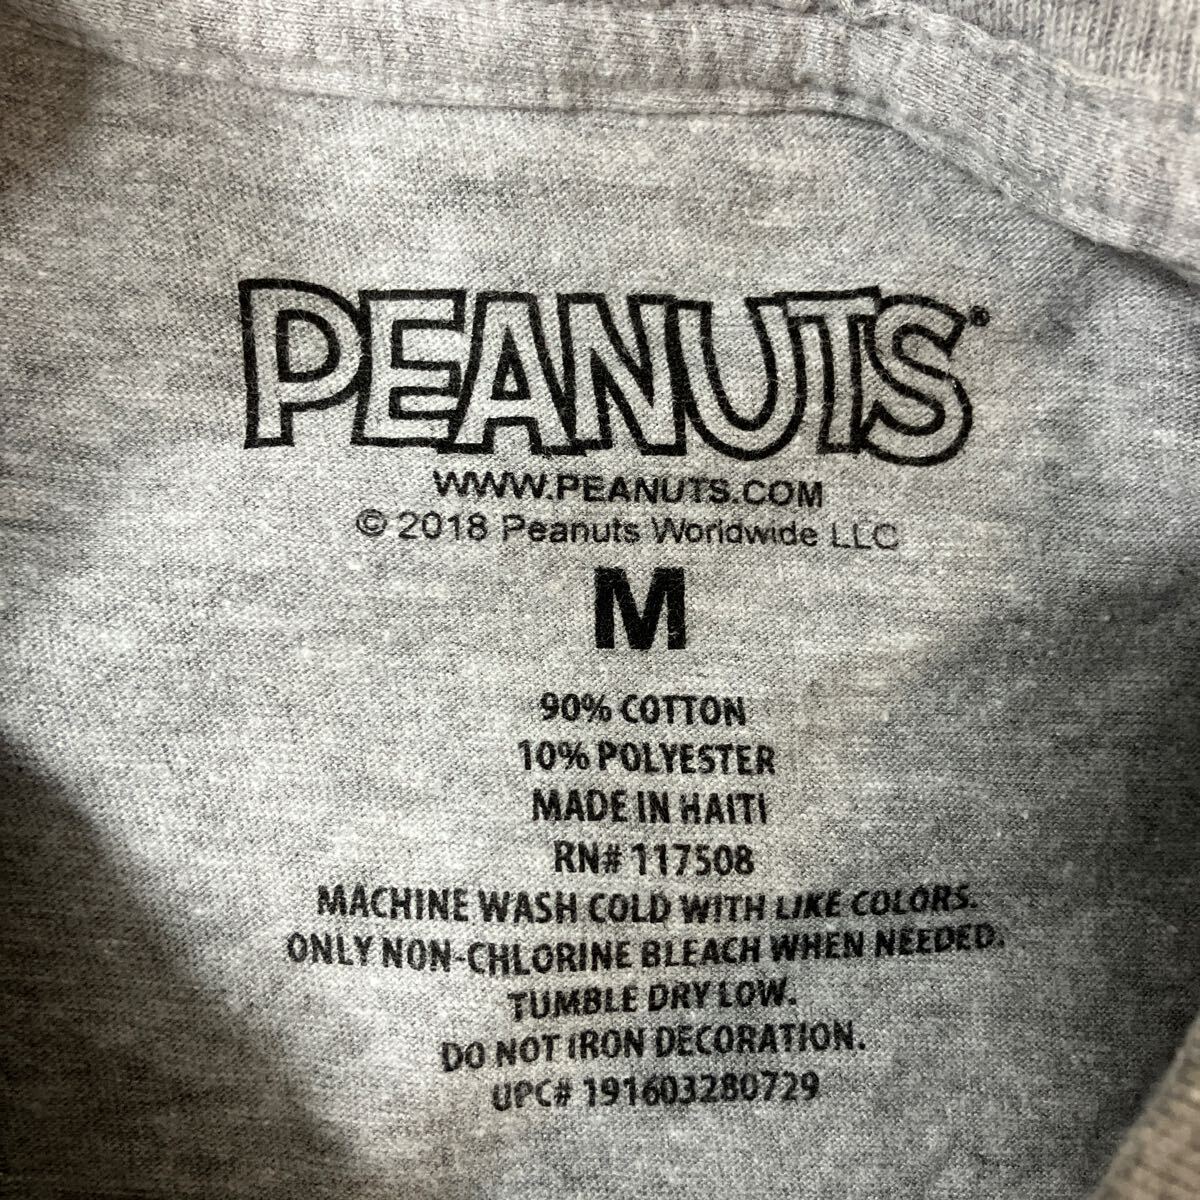 PEANUTS®
WWW.PEANUTS.COM
© 2018 Peanuts Worldwide LLC
M
90% COTTON
10% POLYESTER
MADE IN HAITI
RN# 117508
MACHINE WASH COLD WITH LIKE COLORS.
ONLY NON-CHLORINE BLEACH WHEN NEEDED.
TUMBLE DRY LOW.
DO NOT IRON DECORATION.
UPC# 191603280729